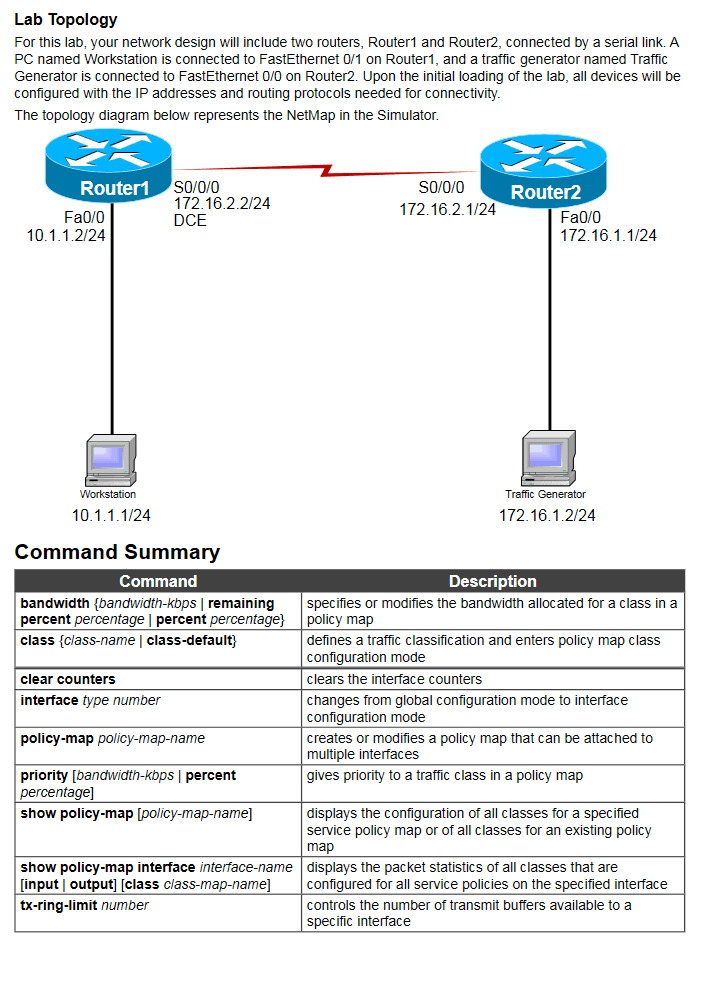 Lab Topology
For this lab, your network design will include two routers, Router1 and Router2, connected by a serial link. A
PC named Workstation is connected to FastEthernet 0/1 on Router1, and a traffic generator named Traffic
Generator is connected to FastEthernet 0/0 on Router2. Upon the initial loading of the lab, all devices will be
configured with the IP addresses and routing protocols needed for connectivity.
The topology diagram below represents the NetMap in the Simulator.
Router1
S0/0/0
172.16.2.2/24
DCE
Fa0/0
10.1.1.2/24
S0/0/0
172.16.2.1/24
Router2
Fa0/0
172.16.1.1/24
Workstation
10.1.1.1/24
Traffic Generator
172.16.1.2/24
Command Summary
Command Description
bandwidth {bandwidth-kbps | remaining
percent percentage | percent percentage}
specifies or modifies the bandwidth allocated for a class in a
policy map
class {class-name | class-default}
defines a traffic classification and enters policy map class
configuration mode
clear counters
clears the interface counters
interface type number
changes from global configuration mode to interface
configuration mode
policy-map policy-map-name
creates or modifies a policy map that can be attached to
multiple interfaces
priority [bandwidth-kbps | percent
percentage]
gives priority to a traffic class in a policy map
show policy-map [policy-map-name]
displays the configuration of all classes for a specified
service policy map or of all classes for an existing policy
map
show policy-map interface interface-name
[input | output] [class class-map-name]
displays the packet statistics of all classes that are
configured for all service policies on the specified interface
tx-ring-limit number
controls the number of transmit buffers available to a
specific interface